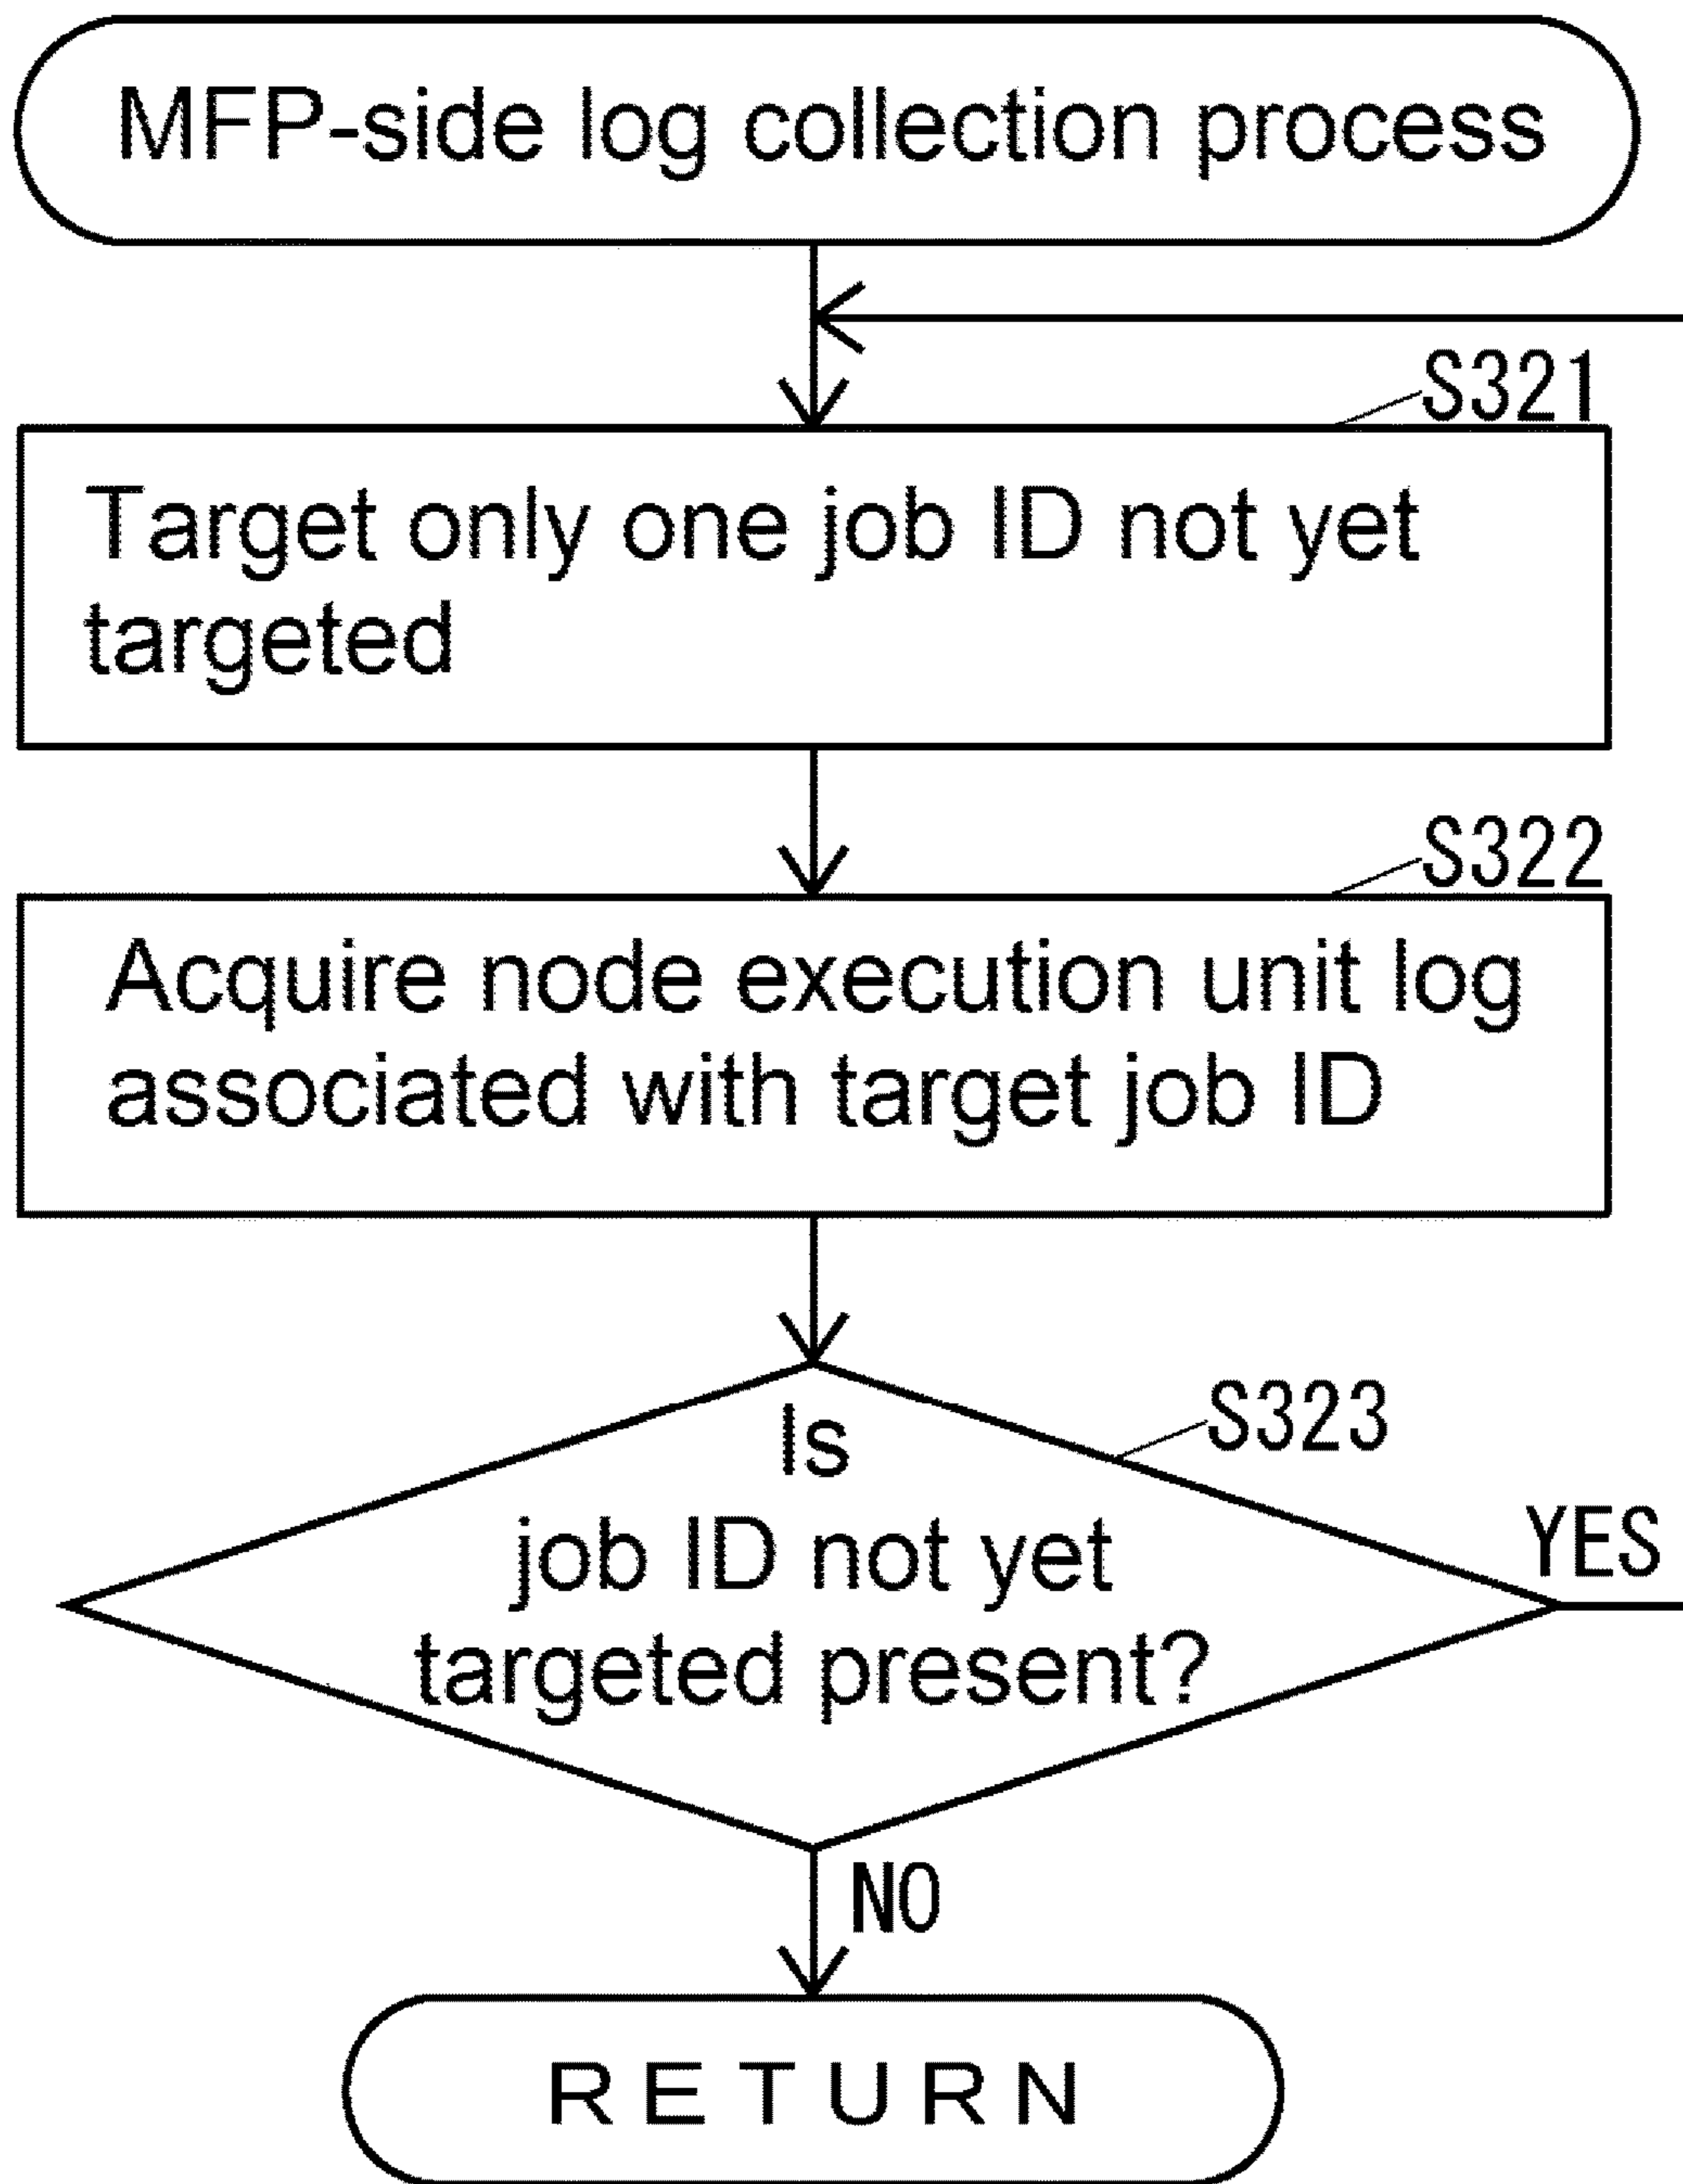 MFP-side log collection process
S321
Target only one job ID not yet
targeted
S322
Acquire node execution unit log
associated with target job ID
S323
Is
job ID not yet
targeted present?
YES
NO
RETURN